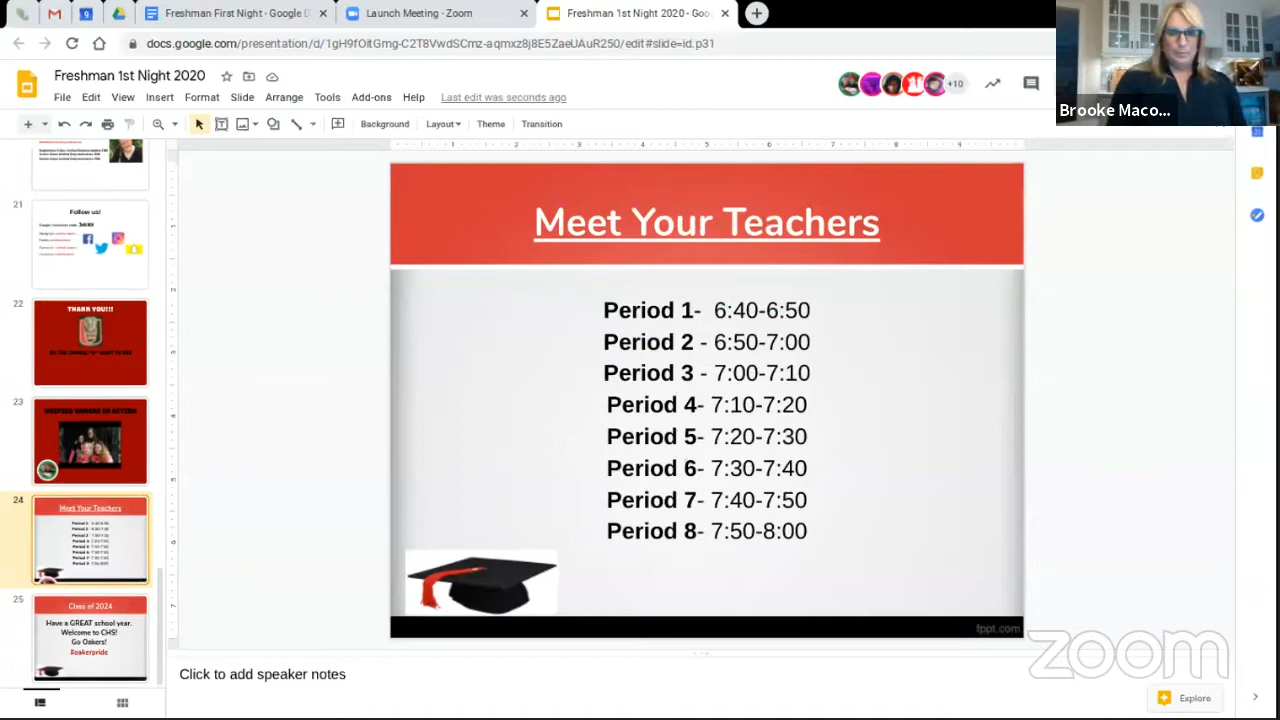 Freshman First Night - Google D
Launch Meeting - Zoom
Freshman 1st Night 2020 - Goo
docs.google.com/presentation/d/1gH9fOitGmg-C2T8VwdSCmz-aqmxz8j8E5ZaeUAuR250/edit#slide=id.p31
Brooke Maco...
Freshman 1st Night 2020
+10
File Edit View Insert Format Slide Arrange Tools Add-ons Help Last edit was seconds ago
Background Layout Theme Transition
21
Follow us!
22
THANK YOU!!!
23
24
Meet Your Teachers
25
Class of 2024
Have a GREAT school year.
Welcome to CHS!
Go Oakers!
#oakerpride
Meet Your Teachers
Period 1- 6:40-6:50
Period 2 - 6:50-7:00
Period 3 - 7:00-7:10
Period 4- 7:10-7:20
Period 5- 7:20-7:30
Period 6- 7:30-7:40
Period 7- 7:40-7:50
Period 8- 7:50-8:00
fppt.com
zoom
Click to add speaker notes
Explore